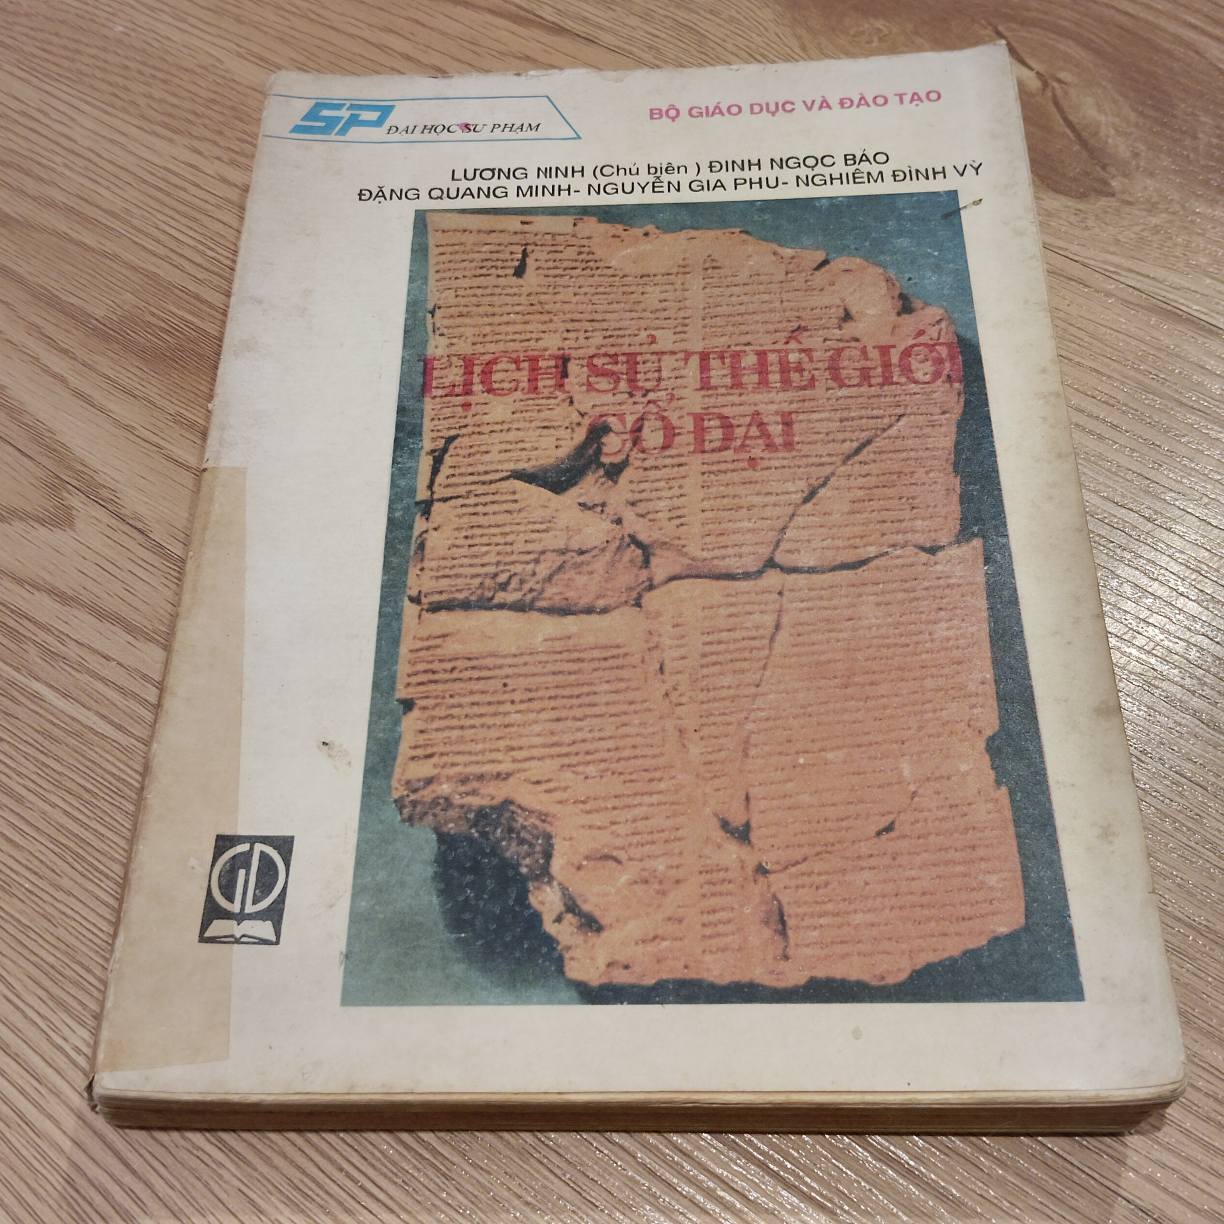 SP ĐẠI HỌC SƯ PHẠM
BỘ GIÁO DỤC VÀ ĐÀO TẠO
LƯƠNG NINH (Chủ biên ) ĐINH NGỌC BẢO
ĐẶNG QUANG MINH- NGUYỄN GIA PHU- NGHIÊM ĐÌNH VỲ
LỊCH SỬ THẾ GIỚI
CỔ ĐẠI
GD